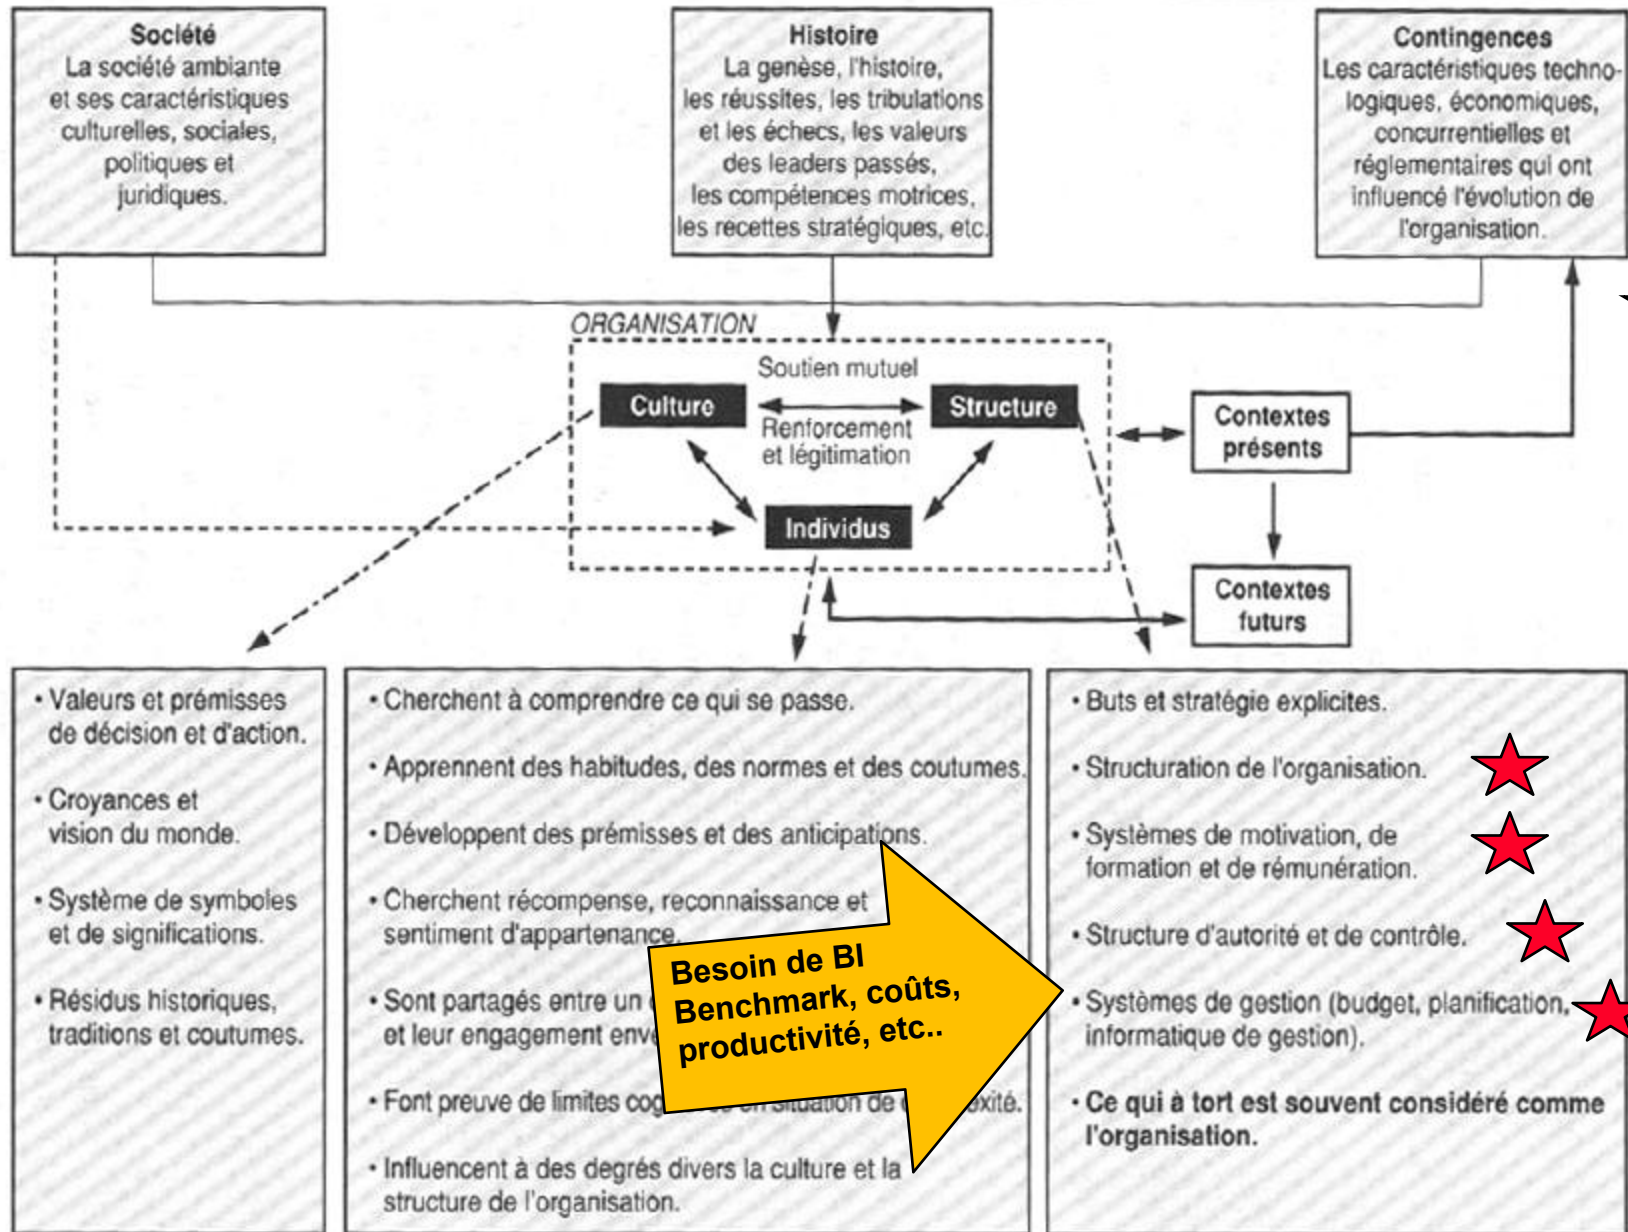 Société
La société ambiante
et ses caractéristiques
culturelles, sociales,
politiques et
juridiques.
Histoire
La genèse, l'histoire,
les réussites, les tribulations
et les échecs, les valeurs
des leaders passés,
les compétences motrices,
les recettes stratégiques, etc.
Contingences
Les caractéristiques techno-
logiques, économiques,
concurrentielles et
réglementaires qui ont
influencé l'évolution de
l'organisation.
ORGANISATION
Soutien mutuel
Culture
Structure
Renforcement
et légitimation
Individus
Contextes
présents
Contextes
futurs
• Valeurs et prémisses
de décision et d'action.
• Croyances et
vision du monde.
• Système de symboles
et de significations.
• Résidus historiques,
traditions et coutumes.
• Cherchent à comprendre ce qui se passe.
• Apprennent des habitudes, des normes et des coutumes.
• Développent des prémisses et des anticipations.
• Cherchent récompense, reconnaissance et
sentiment d'appartenance.
• Sont partagés entre un
et leur engagement
• Font preuve de limites en situation de
• Influencent à des degrés divers la culture et la
structure de l'organisation.
Besoin de BI
Benchmark, coûts,
productivité, etc..
• Buts et stratégie explicites.
• Structuration de l'organisation.
• Systèmes de motivation, de
formation et de rémunération.
• Structure d'autorité et de contrôle.
• Systèmes de gestion (budget, planification,
informatique de gestion).
• Ce qui à tort est souvent considéré comme
l'organisation.